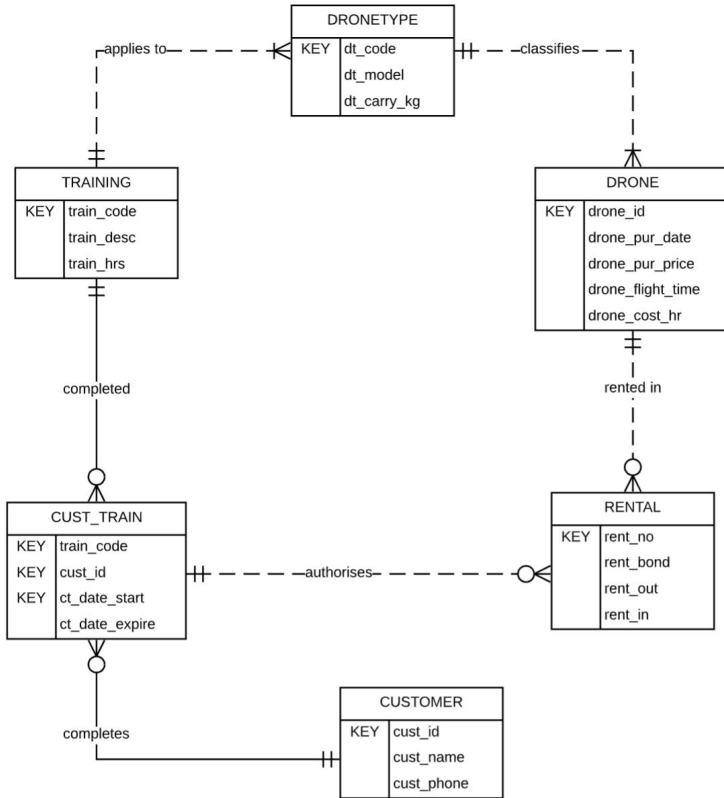 DRONETYPE
KEY dt_code
dt_model
dt_carry_kg
applies to
classifies
TRAINING
KEY train_code
train_desc
train_hrs
DRONE
KEY drone_id
drone_pur_date
drone_pur_price
drone_flight_time
drone_cost_hr
completed
rented in
CUST_TRAIN
KEY train_code
KEY cust_id
KEY ct_date_start
ct_date_expire
authorises
RENTAL
KEY rent_no
rent_bond
rent_out
rent_in
completes
CUSTOMER
KEY cust_id
cust_name
cust_phone